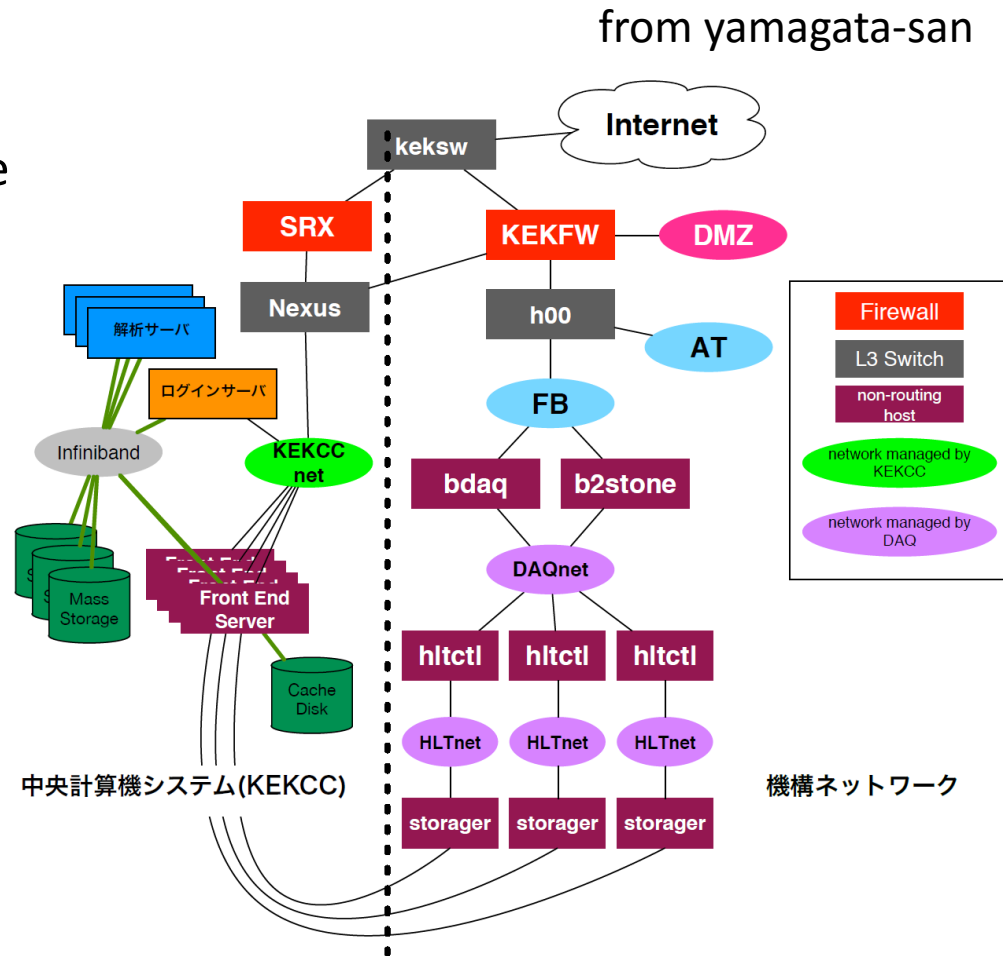 from yamagata-san
Internet
keksw
e
SRX
KEKFW
DMZ
Nexus
h00
解析サーバ
AT
ログインサーバ
FB
Infiniband
KEKCC
net
bdaq
b2stone
Firewall
L3 Switch
non-routing
host
network managed by
KEKCC
network managed by
DAQ
DAQnet
S
S
Mass
Storage
Front End
Front End
Front End
Server
hltctl
hltctl
hltctl
Cache
Disk
HLTnet
HLTnet
HLTnet
中央計算機システム(KEKCC)
機構ネットワーク
storager
storager
storager